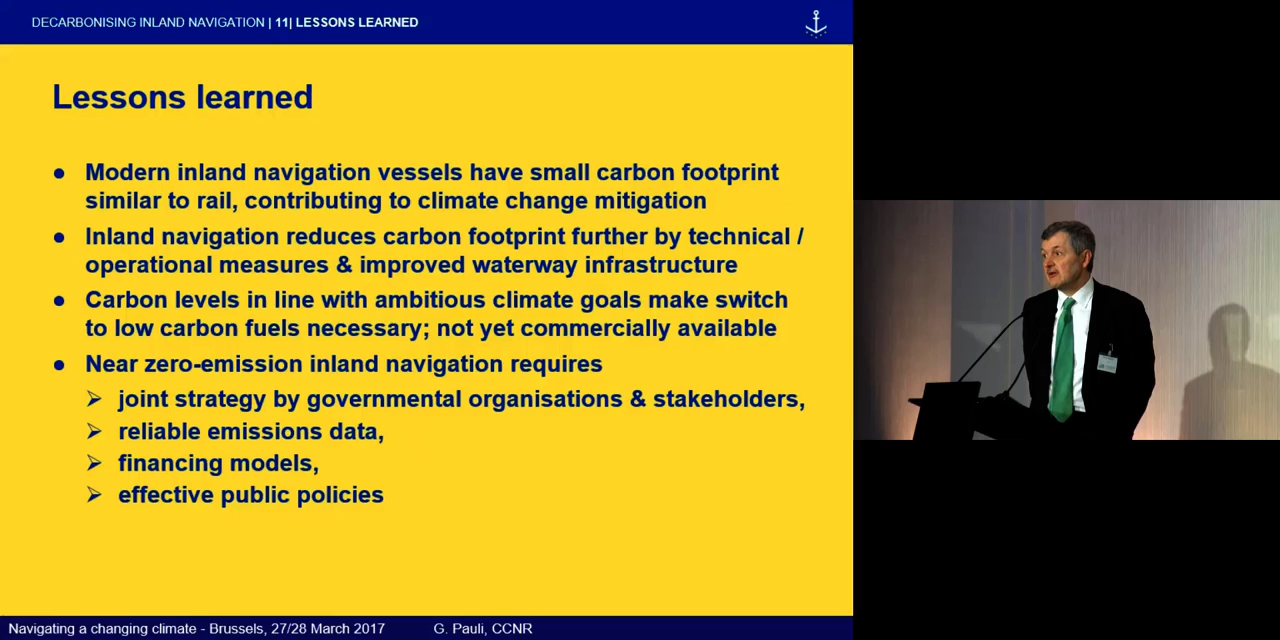 DECARBONISING INLAND NAVIGATION | 11| LESSONS LEARNED
Lessons learned
● Modern inland navigation vessels have small carbon footprint
similar to rail, contributing to climate change mitigation
● Inland navigation reduces carbon footprint further by technical /
operational measures & improved waterway infrastructure
● Carbon levels in line with ambitious climate goals make switch
to low carbon fuels necessary; not yet commercially available
● Near zero-emission inland navigation requires
➢ joint strategy by governmental organisations & stakeholders,
➢ reliable emissions data,
➢ financing models,
➢ effective public policies
Navigating a changing climate - Brussels, 27/28 March 2017 G. Pauli, CCNR